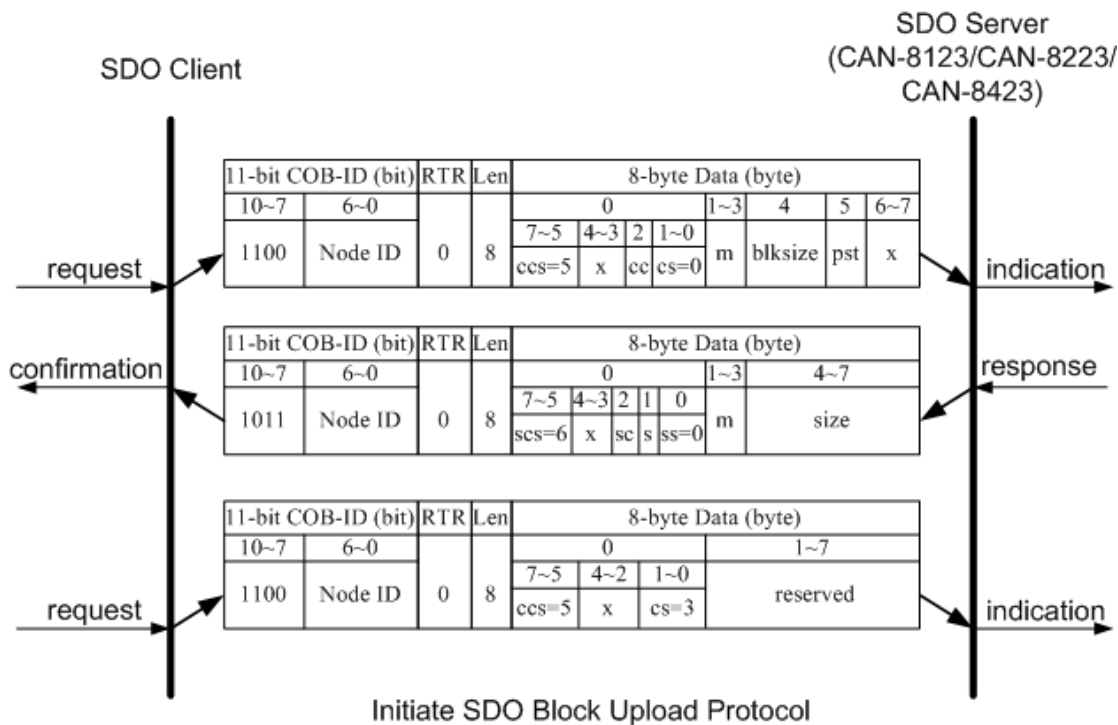 SDO Client
SDO Server
(CAN-8123/CAN-8223/
CAN-8423)
11-bit COB-ID (bit) RTR Len 8-byte Data (byte)
10~7 6~0 0 1~3 4 5 6~7
7~5 4~3 2 1~0
1100 Node ID 0 8 ccs=5 x cc cs=0 m blksize pst x
request indication
11-bit COB-ID (bit) RTR Len 8-byte Data (byte)
10~7 6~0 0 1~3 4~7
confirmation response
7~5 4~3 2 1 0
1011 Node ID 0 8 scs=6 x sc s ss=0 m size
11-bit COB-ID (bit) RTR Len 8-byte Data (byte)
10~7 6~0 0 1~7
7~5 4~2 1~0
1100 Node ID 0 8 ccs=5 x cs=3 reserved
request indication
Initiate SDO Block Upload Protocol